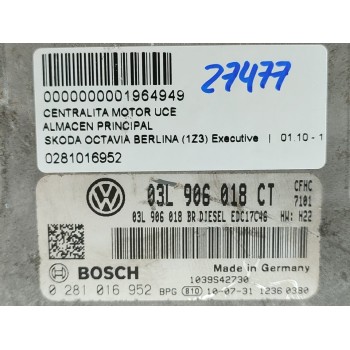 27477
0000000001964949
CENTRALITA MOTOR UCE
ALMACEN PRINCIPAL
SKODA OCTAVIA BERLINA (1Z3) Executive | 01.10 - 1
0281016952
03L 906 018 CT CFHC
7101
03L 906 018 BR DIESEL EDC17C46 HW: H22
BOSCH Made in Germany
1039S42730
0 281 016 952 BPG 810 10-07-31 1236 0380